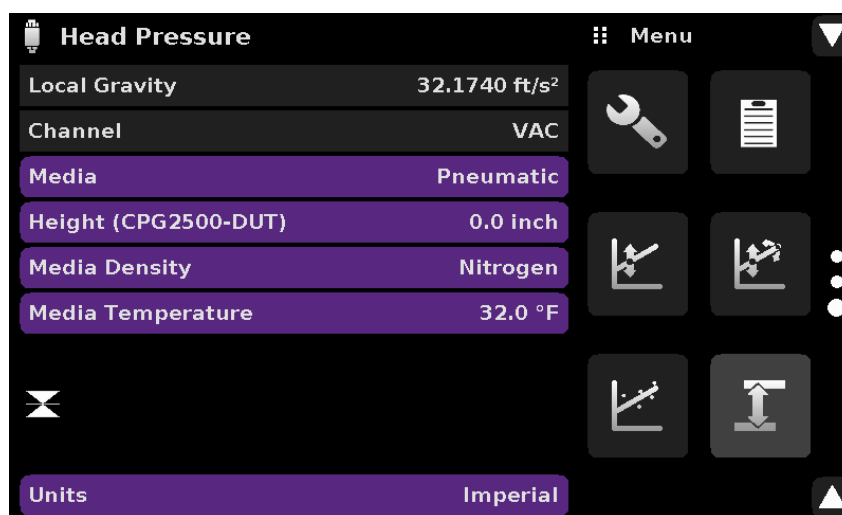 Head Pressure
Menu
Local Gravity 32.1740 ft/s²
Channel VAC
Media Pneumatic
Height (CPG2500-DUT) 0.0 inch
Media Density Nitrogen
Media Temperature 32.0 °F
Units Imperial